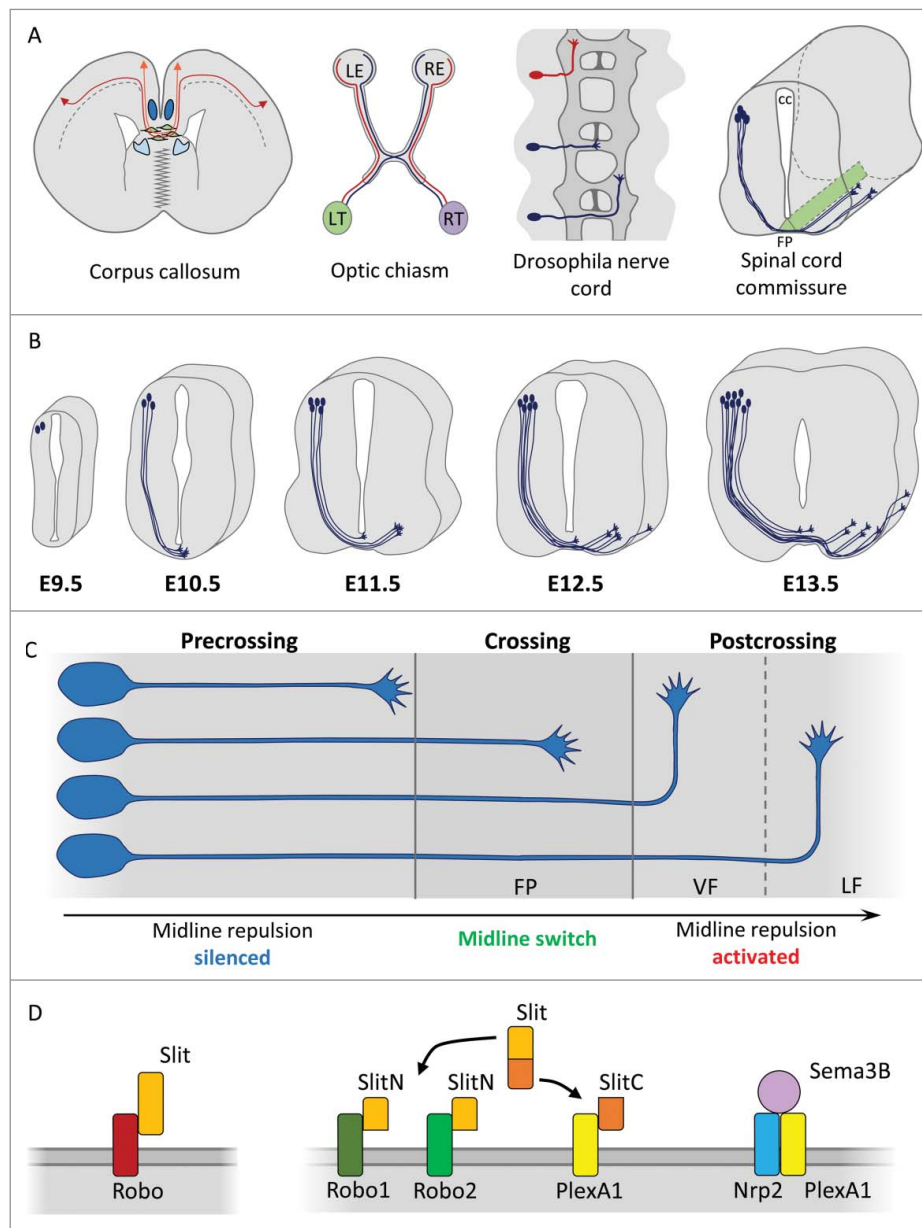 A
LE
RE
LT
RT
cc
FP
Corpus callosum
Optic chiasm
Drosophila nerve
cord
Spinal cord
commissure
B
E9.5
E10.5
E11.5
E12.5
E13.5
C
Precrossing
Crossing
Postcrossing
FP
VF
LF
Midline repulsion
silenced
Midline switch
Midline repulsion
activated
D
Slit
Robo
Slit
SlitN
SlitN
SlitC
Sema3B
Robo1
Robo2
PlexA1
Nrp2
PlexA1